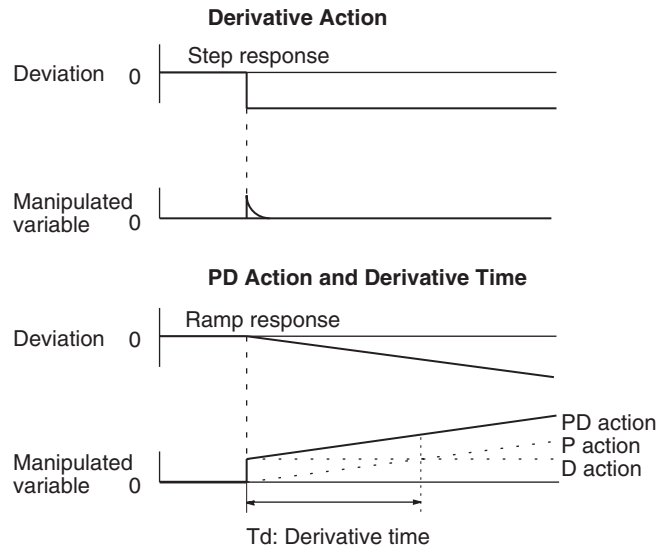 Derivative Action
Step response
Deviation 0
Manipulated
variable 0
PD Action and Derivative Time
Ramp response
Deviation 0
PD action
P action
Manipulated
variable 0
D action
Td: Derivative time